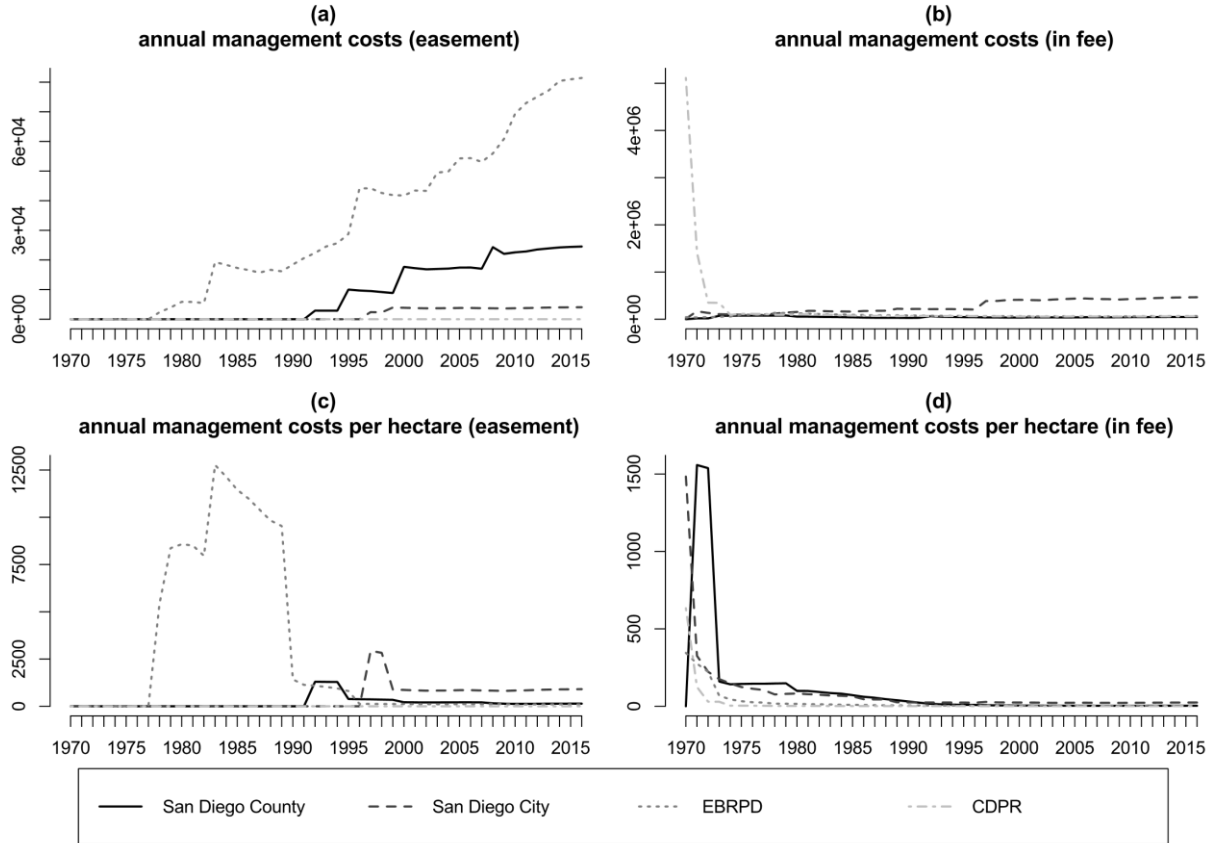 (a)
annual management costs (easement)
0e+00
3e+04
6e+04
1970 1975 1980 1985 1990 1995 2000 2005 2010 2015
(b)
annual management costs (in fee)
0e+00
2e+06
4e+06
1970 1975 1980 1985 1990 1995 2000 2005 2010 2015
(c)
annual management costs per hectare (easement)
0
2500
7500
12500
1970 1975 1980 1985 1990 1995 2000 2005 2010 2015
(d)
annual management costs per hectare (in fee)
0
500
1000
1500
1970 1975 1980 1985 1990 1995 2000 2005 2010 2015
San Diego County San Diego City EBRPD CDPR